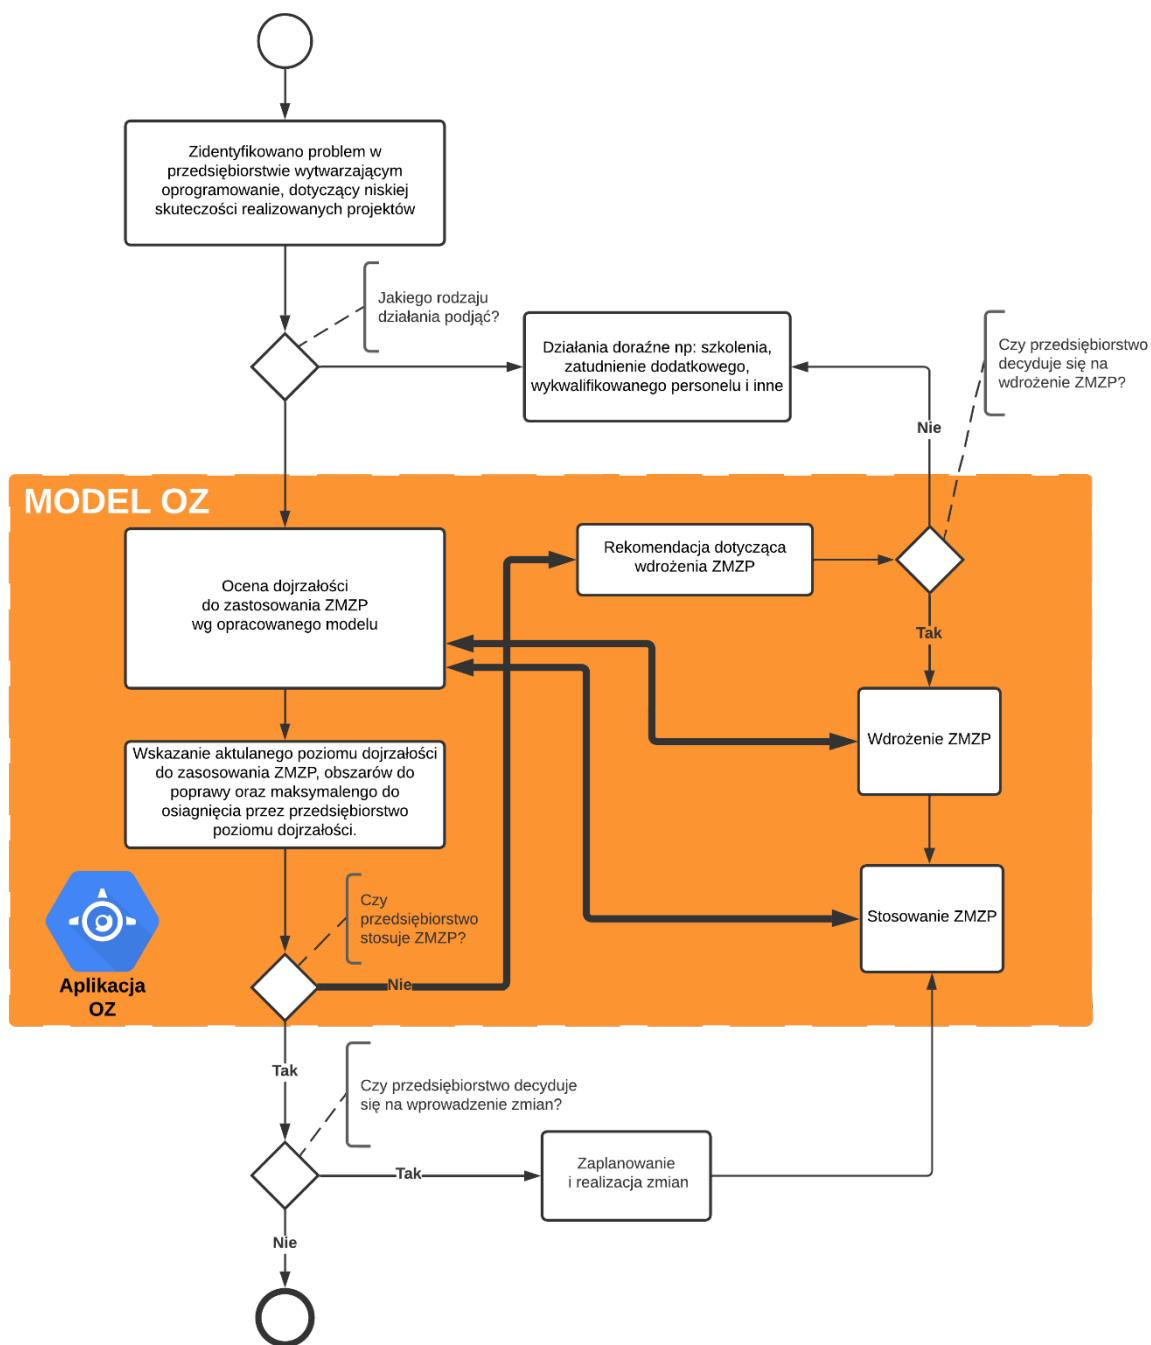 Zidentyfikowano problem w
przedsiębiorstwie wytwarzającym
oprogramowanie, dotyczący niskiej
skuteczości realizowanych projektów
Jakiego rodzaju
działania podjąć?
Działania doraźne np: szkolenia,
zatudnienie dodatkowego,
wykwalifikowanego personelu i inne
Czy przedsiębiorstwo
decyduje się na
wdrożenie ZMZP?
Nie
MODEL OZ
Ocena dojrzałości
do zastosowania ZMZP
wg opracowanego modelu
Rekomendacja dotycząca
wdrożenia ZMZP
Tak
Wdrożenie ZMZP
Wskazanie aktulanego poziomu dojrzałości
do zasosowania ZMZP, obszarów do
poprawy oraz maksymalengo do
osiagnięcia przez przedsiębiorstwo
poziomu dojrzałości.
Stosowanie ZMZP
Czy
przedsiębiorstwo
stosuje ZMZP?
Aplikacja
OZ
Nie
Tak
Czy przedsiębiorstwo decyduje
się na wprowadzenie zmian?
Tak
Zaplanowanie
i realizacja zmian
Nie